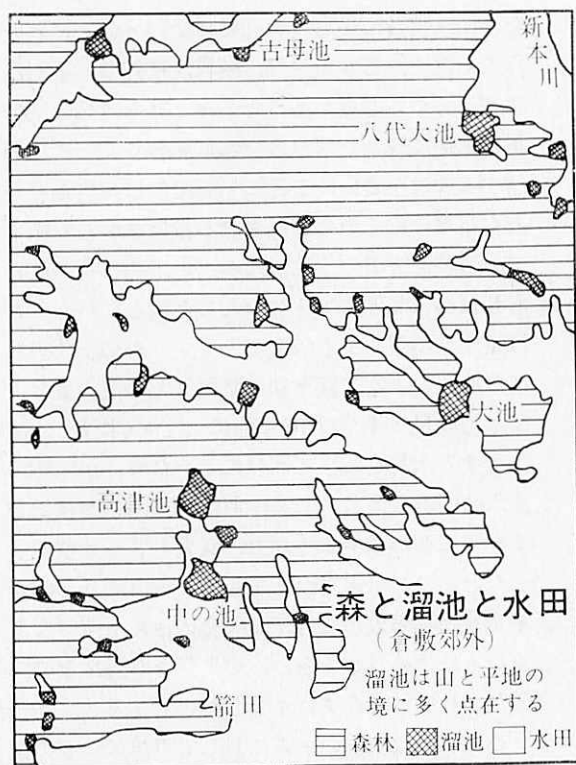 古母池
新本川
八代大池
大池
高津池
中の池
森と溜池と水田
(倉敷郊外)
箭田
溜池は山と平地の
境に多く点在する
森林 溜池 水田